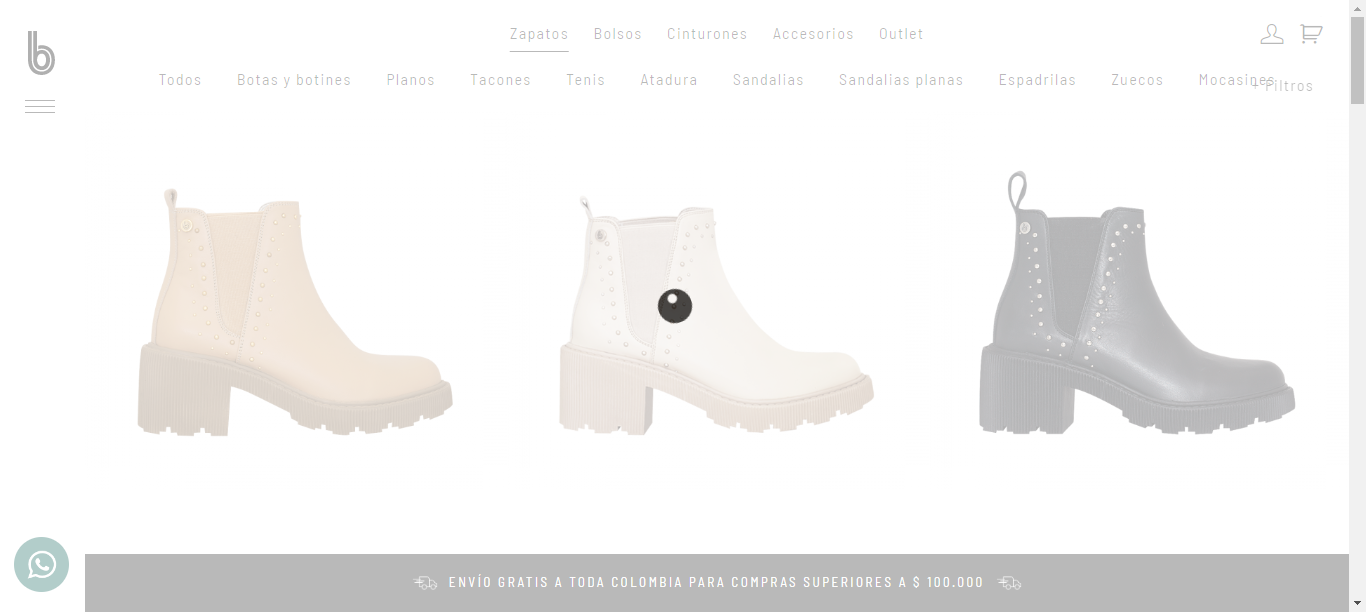 b
Zapatos Bolsos Cinturones Accesorios Outlet
Todos Botas y botines Planos Tacones Tenis Atadura Sandalias Sandalias planas Espadrilas Zuecos Mocasines
+ Filtros
ENVÍO GRATIS A TODA COLOMBIA PARA COMPRAS SUPERIORES A $ 100.000